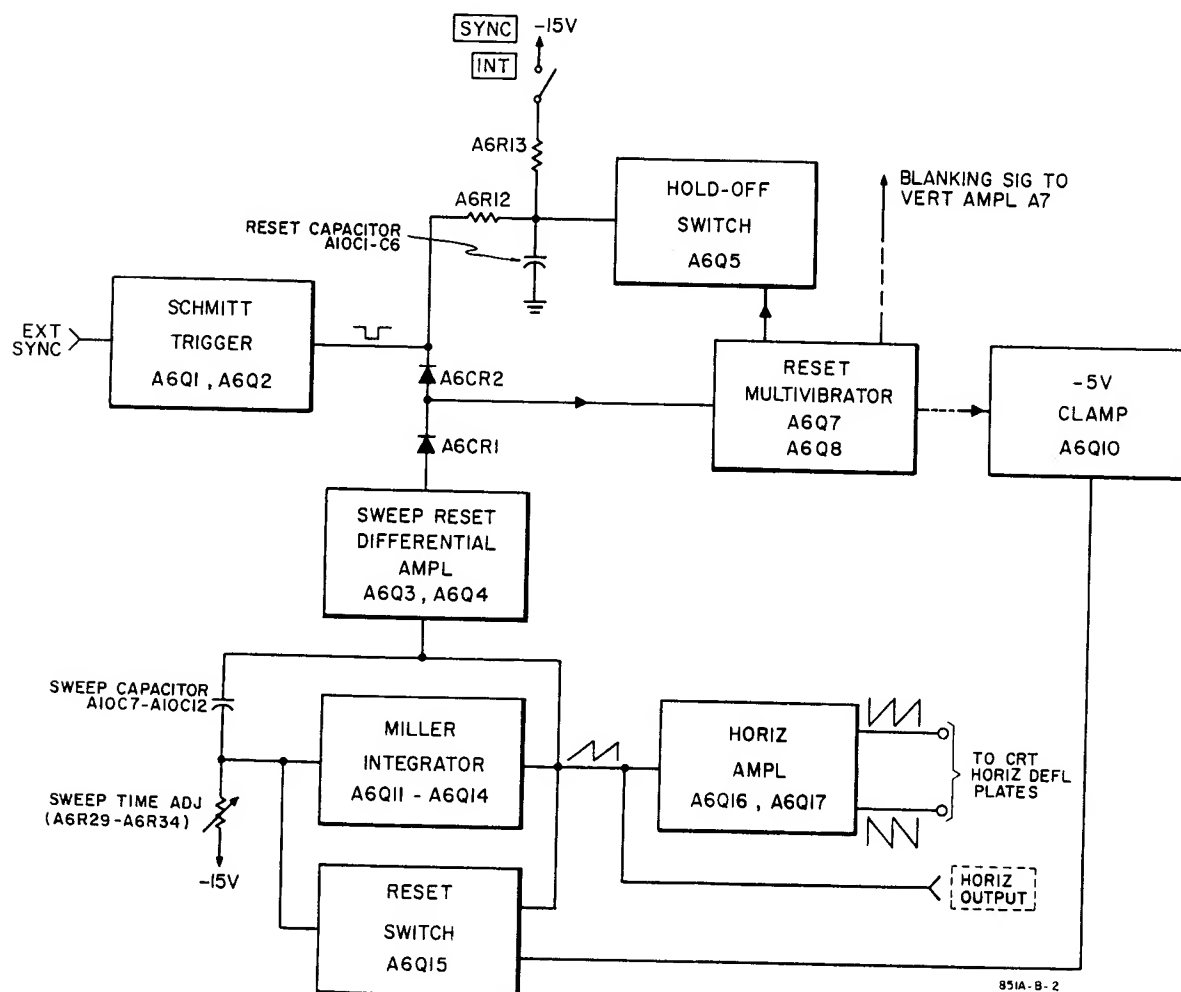 SYNC
-15V
INT
A6R13
A6R12
RESET CAPACITOR
A10C1-C6
HOLD-OFF
SWITCH
A6Q5
BLANKING SIG TO
VERT AMPL A7
EXT
SYNC
SCHMITT
TRIGGER
A6Q1, A6Q2
A6CR2
A6CR1
RESET
MULTIVIBRATOR
A6Q7
A6Q8
-5V
CLAMP
A6Q10
SWEEP RESET
DIFFERENTIAL
AMPL
A6Q3, A6Q4
SWEEP CAPACITOR
A10C7-A10C12
MILLER
INTEGRATOR
A6Q11 - A6Q14
HORIZ
AMPL
A6Q16, A6Q17
TO CRT
HORIZ DEFL
PLATES
SWEEP TIME ADJ
(A6R29-A6R34)
-15V
RESET
SWITCH
A6Q15
HORIZ
OUTPUT
851A-B-2